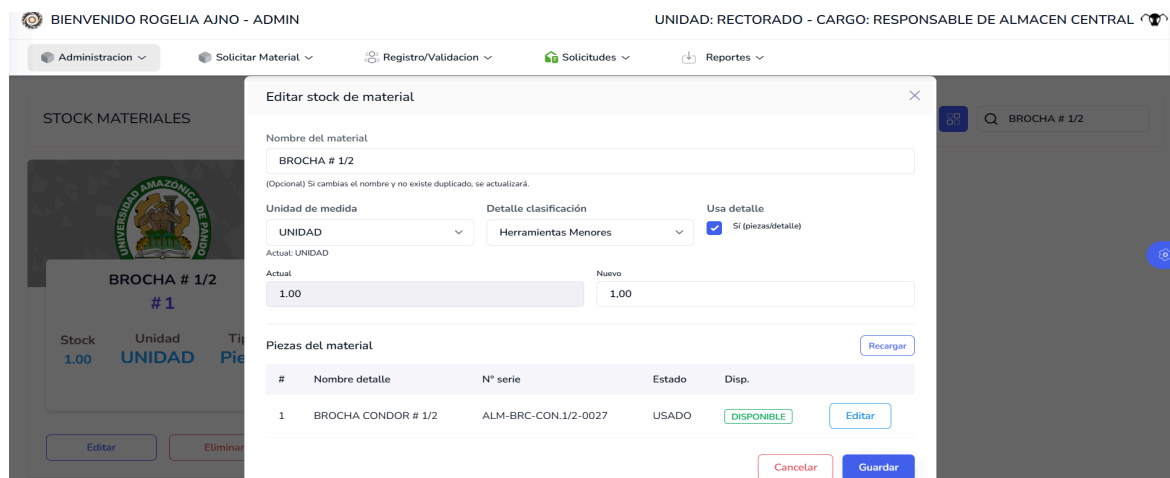 BIENVENIDO ROGELIA AJNO - ADMIN
UNIDAD: RECTORADO - CARGO: RESPONSABLE DE ALMACEN CENTRAL
Administracion
Solicitar Material
Registro/Validacion
Solicitudes
Reportes
Editar stock de material
STOCK MATERIALES
BROCHA # 1/2
Nombre del material
BROCHA # 1/2
(Opcional) Si cambias el nombre y no existe duplicado, se actualizará.
Unidad de medida
Detalle clasificación
Usa detalle
UNIDAD
Herramientas Menores
Sí (piezas/detalle)
Actual: UNIDAD
Actual
Nuevo
1.00
1,00
UNIVERSIDAD AMAZÓNICA DE PANDO
BROCHA # 1/2
# 1
Stock
Unidad
1.00
UNIDAD
Piezas del material
Recargar
# Nombre detalle N° serie Estado Disp.
1 BROCHA CONDOR # 1/2 ALM-BRC-CON.1/2-0027 USADO DISPONIBLE Editar
Editar
Eliminar
Cancelar
Guardar